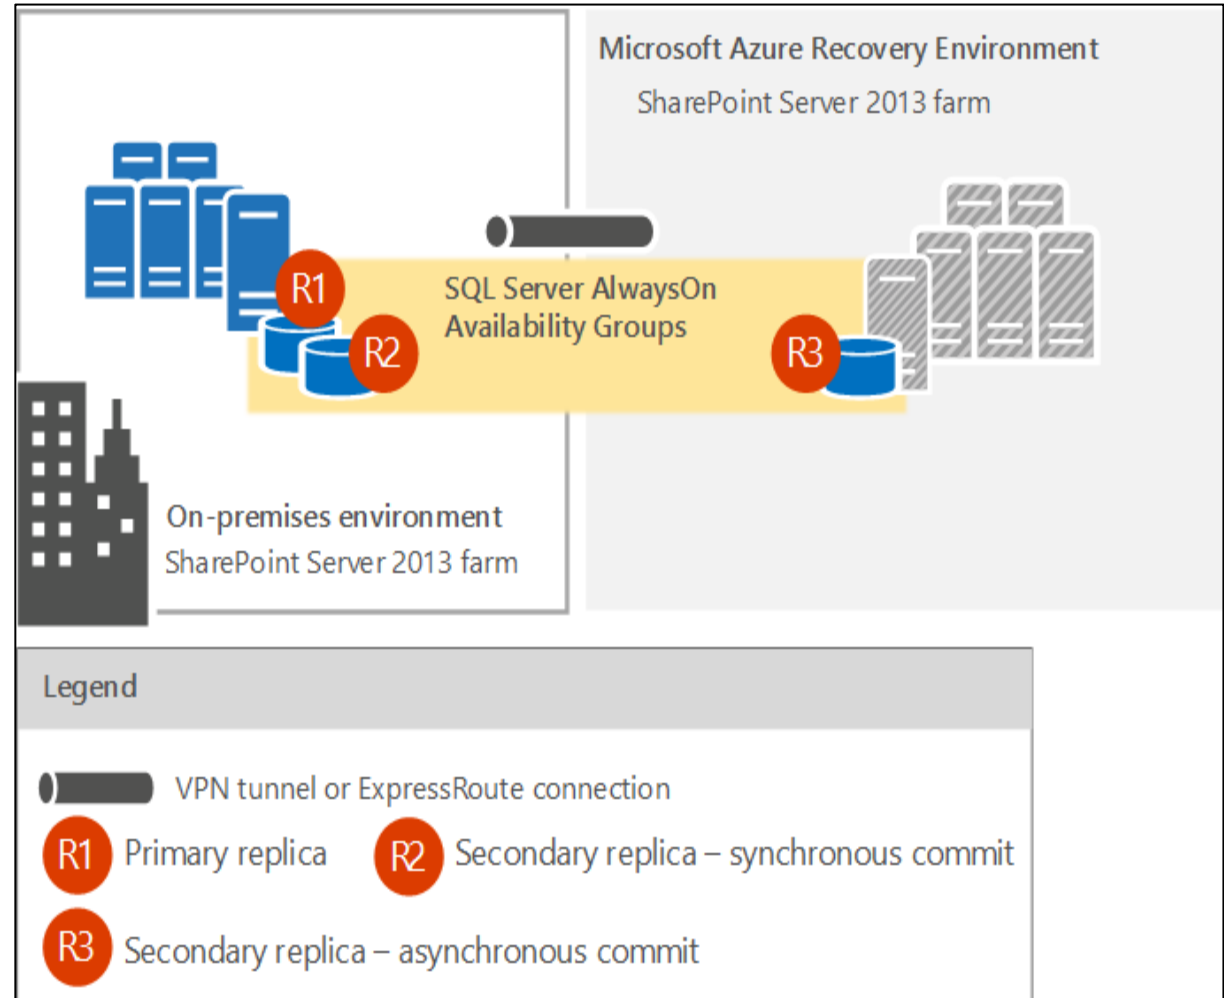 Microsoft Azure Recovery Environment
SharePoint Server 2013 farm
R1
SQL Server AlwaysOn
Availability Groups
R2
R3
On-premises environment
SharePoint Server 2013 farm
Legend
VPN tunnel or ExpressRoute connection
R1 Primary replica
R2 Secondary replica – synchronous commit
R3 Secondary replica – asynchronous commit